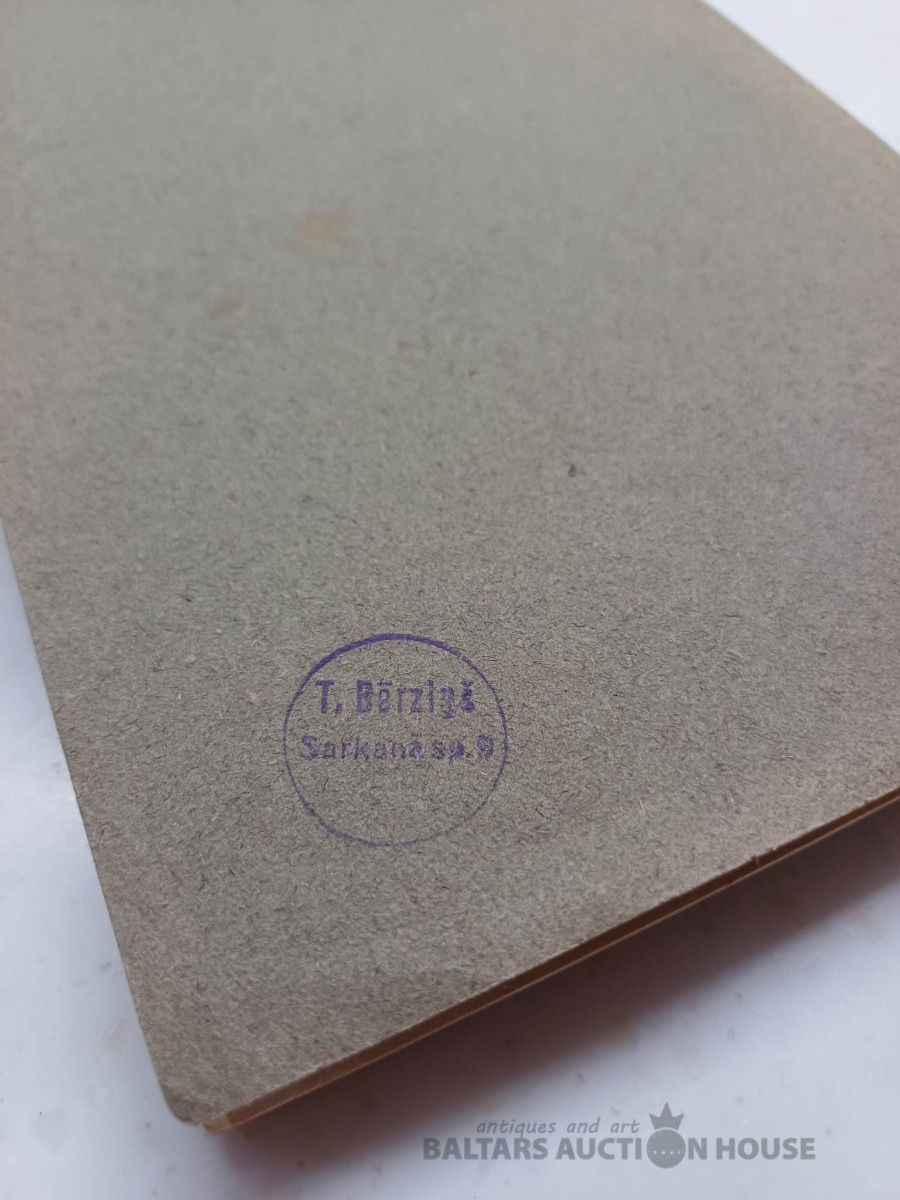 T. Bērziņš
Sarkanā sp. 9
antiques and art
BALTARS AUCTION HOUSE